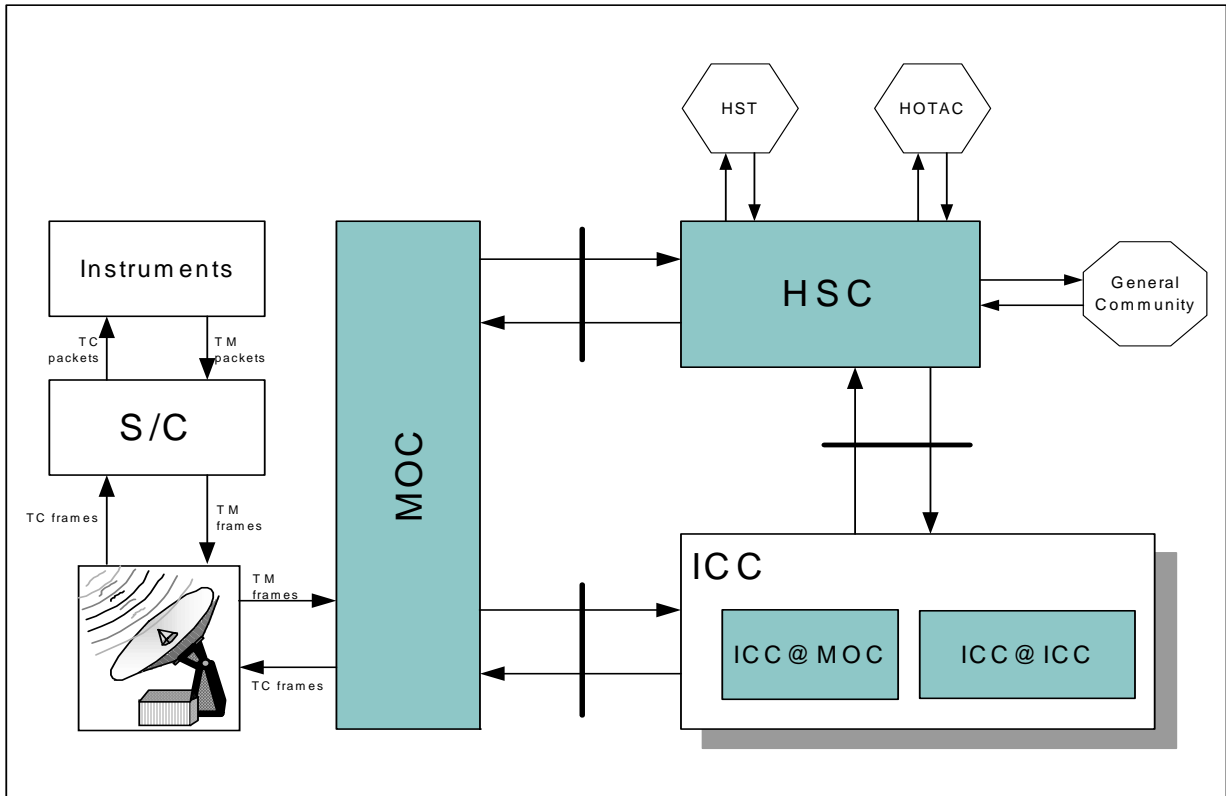 HST
HOTAC
Instruments
HSC
General
Community
TC
packets
TM
packets
S/C
MOC
TC frames
TM
frames
ICC
TM
frames
ICC@MOC
ICC@ICC
TC frames